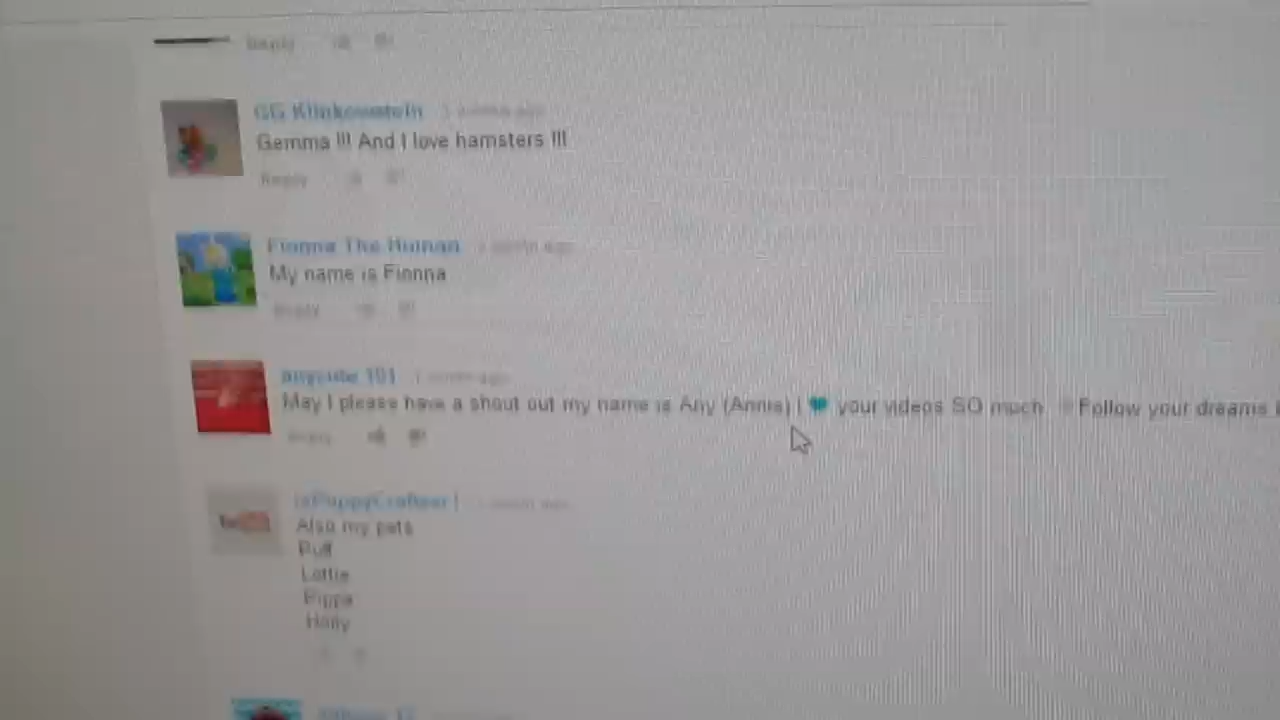 Reply
GG Klinkowstein
Gemma !!! And I love hamsters !!!
Reply
Fionna The Human
My name is Fionna
Reply
anycute 101
May I please have a shout out my name is Any (Annie) I your videos SO much Follow your dreams
Reply
Also my pets
Puff
Lottie
Pippa
Holly